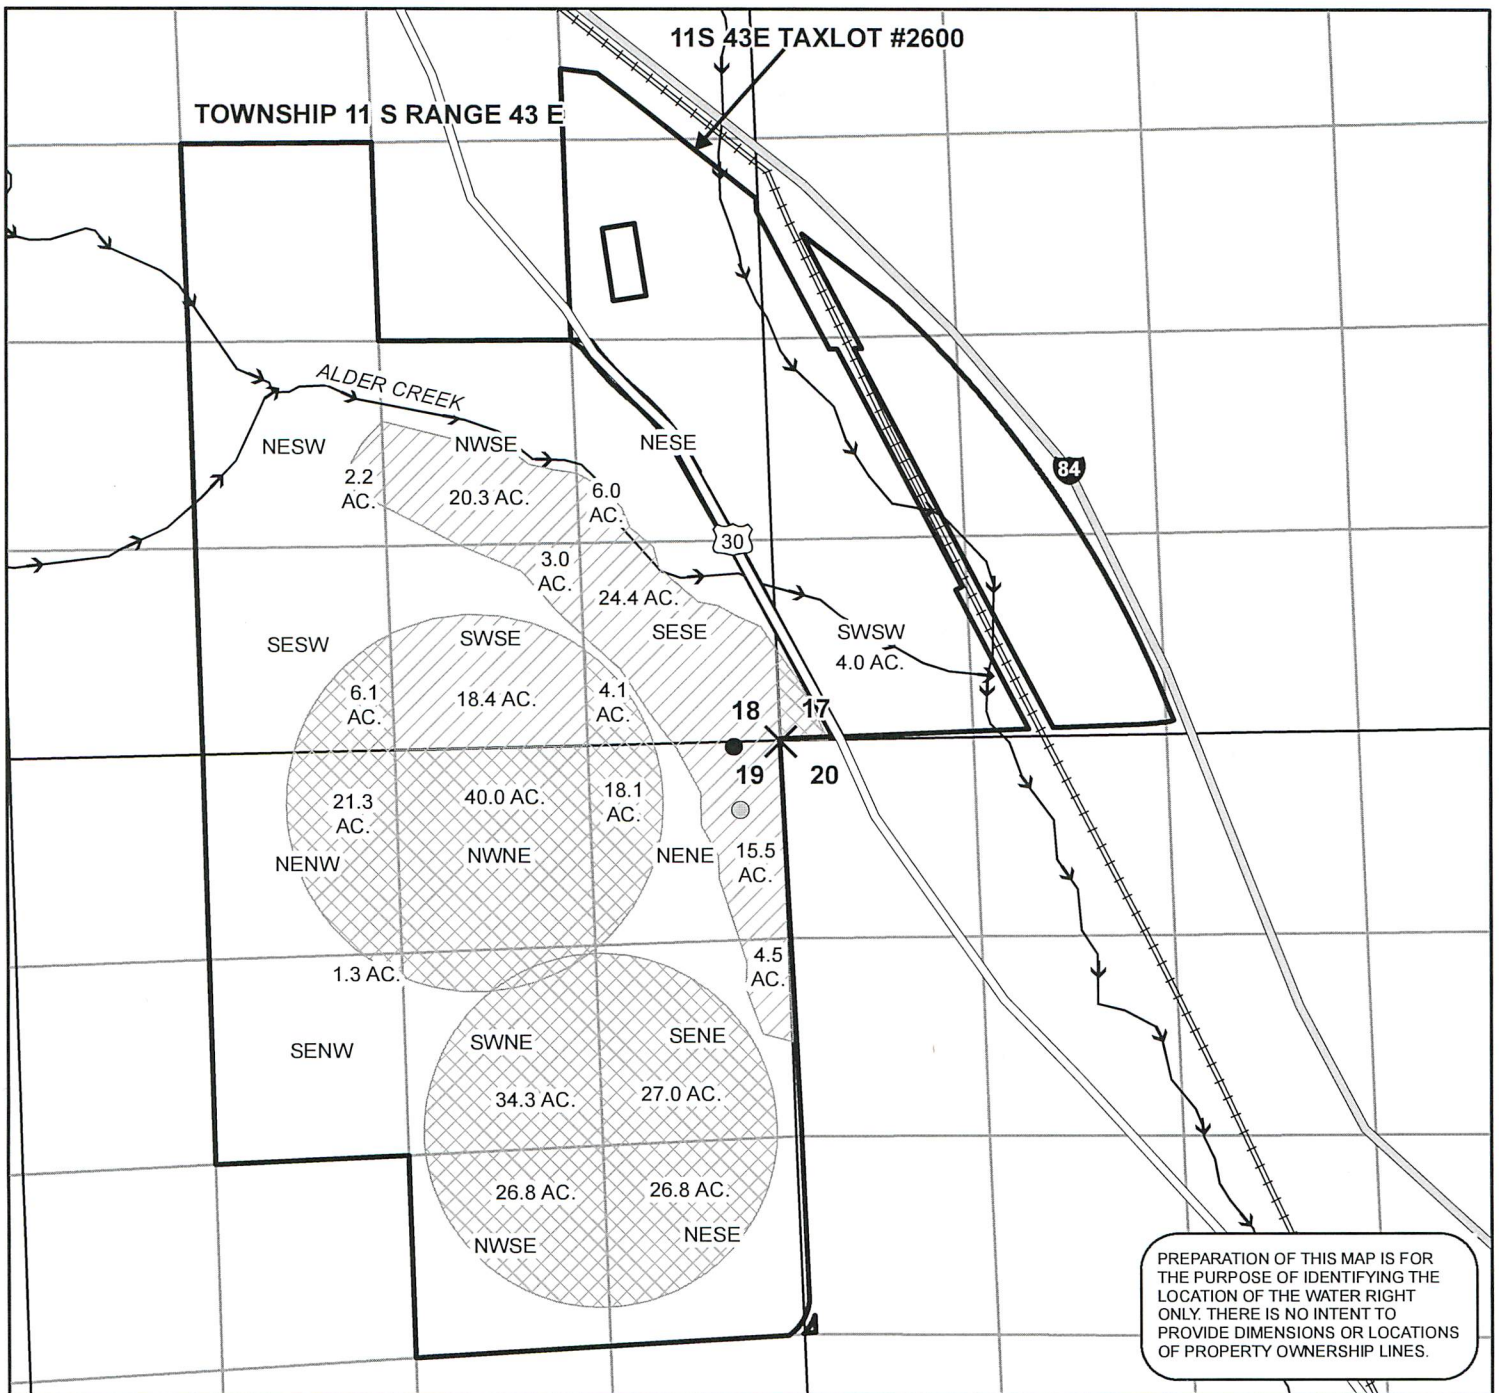 11S 43E TAXLOT #2600
TOWNSHIP 11 S RANGE 43 E
ALDER CREEK
NESW
NWSE
NESE
84
2.2
AC.
20.3 AC.
6.0
AC.
30
3.0
AC.
24.4 AC.
SESW
SWSE
SESE
SWSW
4.0 AC.
6.1
AC.
18.4 AC.
4.1
AC.
18
17
19
20
21.3
AC.
40.0 AC.
18.1
AC.
NENW
NWNE
NENE
15.5
AC.
1.3 AC.
4.5
AC.
SENW
SWNE
SENE
34.3 AC.
27.0 AC.
26.8 AC.
26.8 AC.
NWSE
NESE
PREPARATION OF THIS MAP IS FOR
THE PURPOSE OF IDENTIFYING THE
LOCATION OF THE WATER RIGHT
ONLY. THERE IS NO INTENT TO
PROVIDE DIMENSIONS OR LOCATIONS
OF PROPERTY OWNERSHIP LINES.